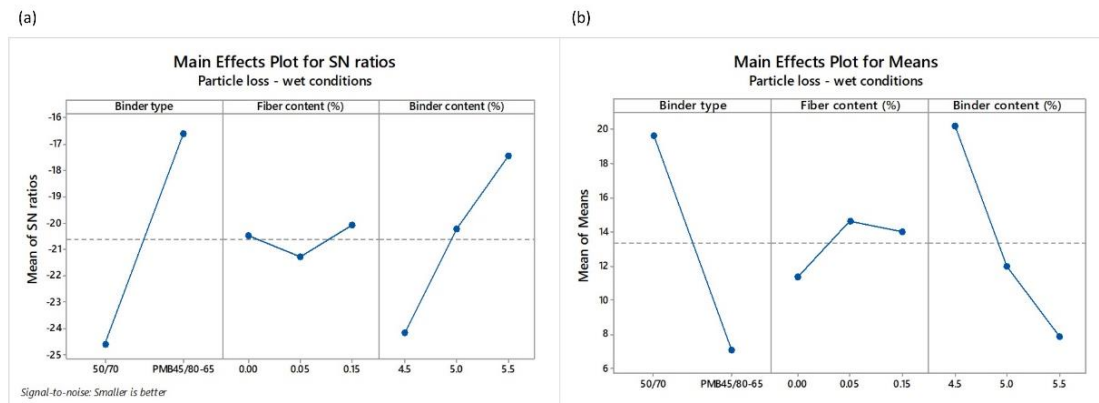 (a)
(b)
Main Effects Plot for SN ratios
Particle loss - wet conditions
Binder type
Fiber content (%)
Binder content (%)
Mean of SN ratios
-16
-17
-18
-19
-20
-21
-22
-23
-24
-25
50/70
PMB45/80-65
0.00
0.05
0.15
4.5
5.0
5.5
Signal-to-noise: Smaller is better
Main Effects Plot for Means
Particle loss - wet conditions
Binder type
Fiber content (%)
Binder content (%)
Mean of Means
20
18
16
14
12
10
8
6
50/70
PMB45/80-65
0.00
0.05
0.15
4.5
5.0
5.5